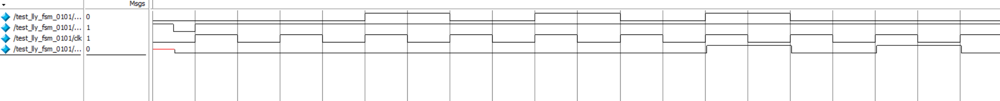 Msgs
/test_lly_fsm_0101/... 0
/test_lly_fsm_0101/... 1
/test_lly_fsm_0101/clk 1
/test_lly_fsm_0101/... 0